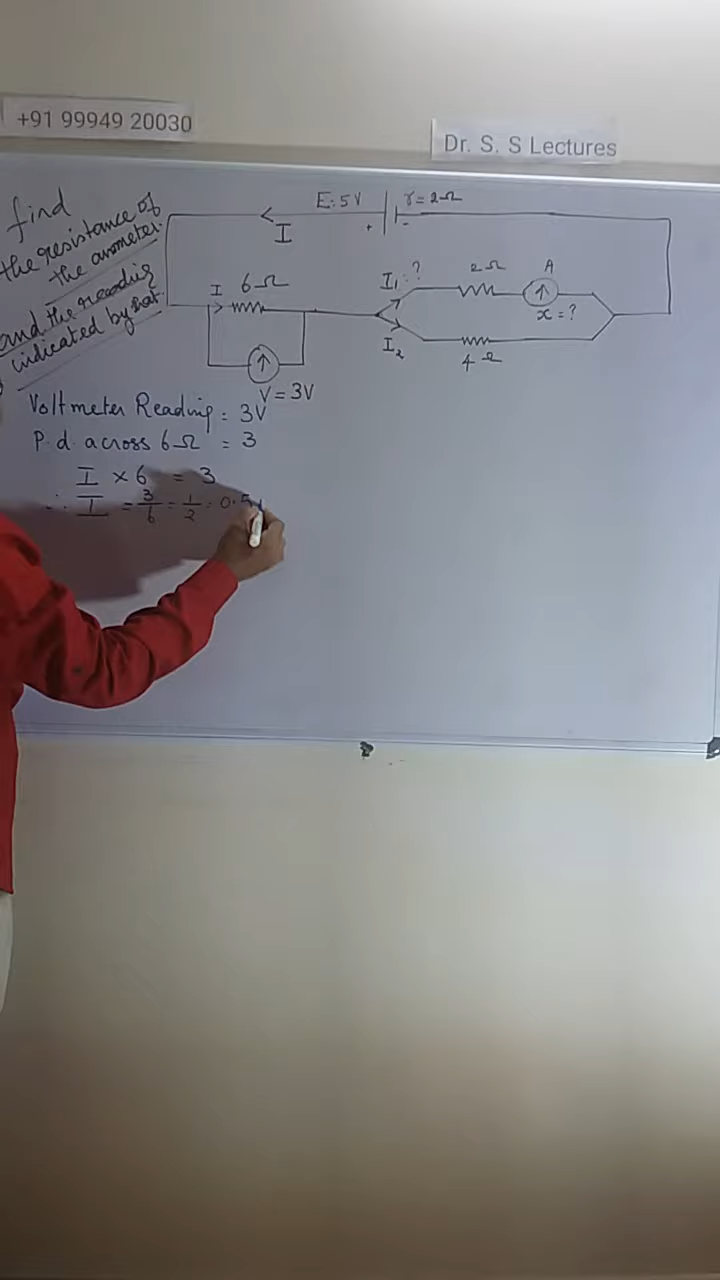 +91 99949 20030
Dr. S. S Lectures
find
the resistance of
the ammeter.
and the reading
indicated by that
E: 5V
r = 2Ω
+ -
I
I 6Ω
V = 3V
I₁ : ?
I₂
2Ω
A
x = ?
4Ω
Voltmeter Reading = 3V
P.d. across 6Ω = 3
I × 6 = 3
∴ I = 3/6 = 1/2 = 0.5